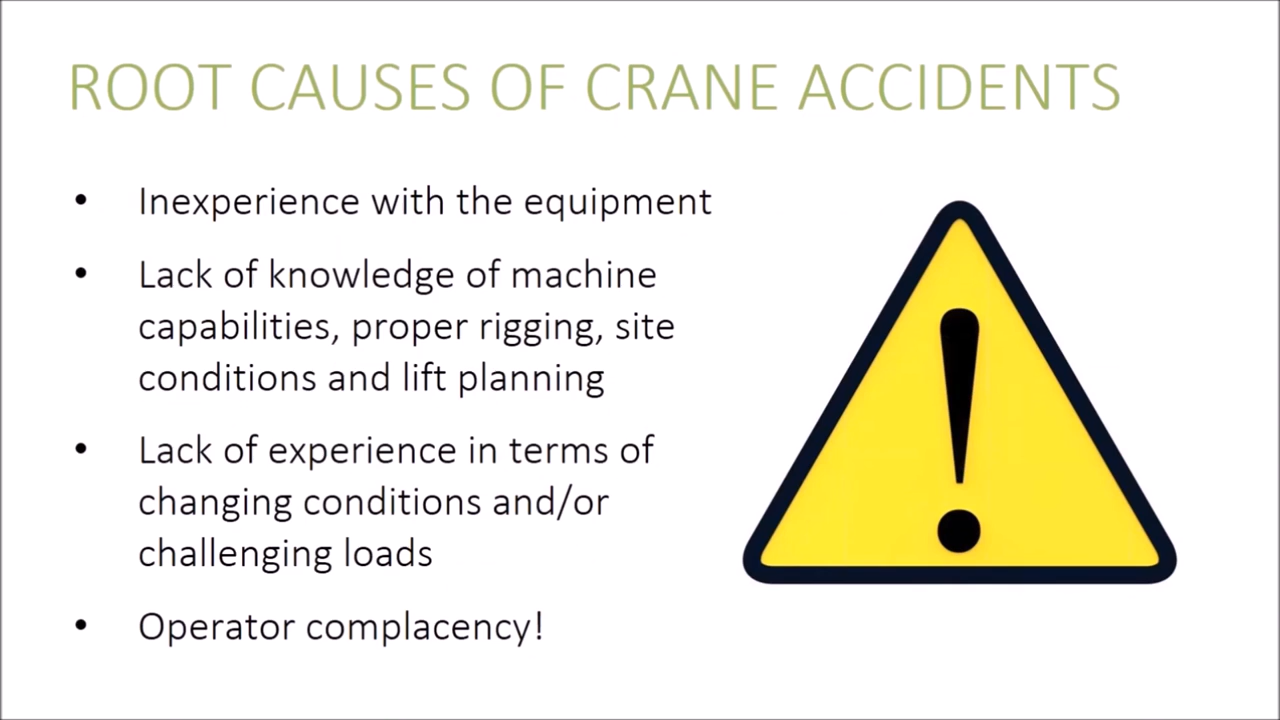 ROOT CAUSES OF CRANE ACCIDENTS
• Inexperience with the equipment
• Lack of knowledge of machine
capabilities, proper rigging, site
conditions and lift planning
• Lack of experience in terms of
changing conditions and/or
challenging loads
• Operator complacency!
!